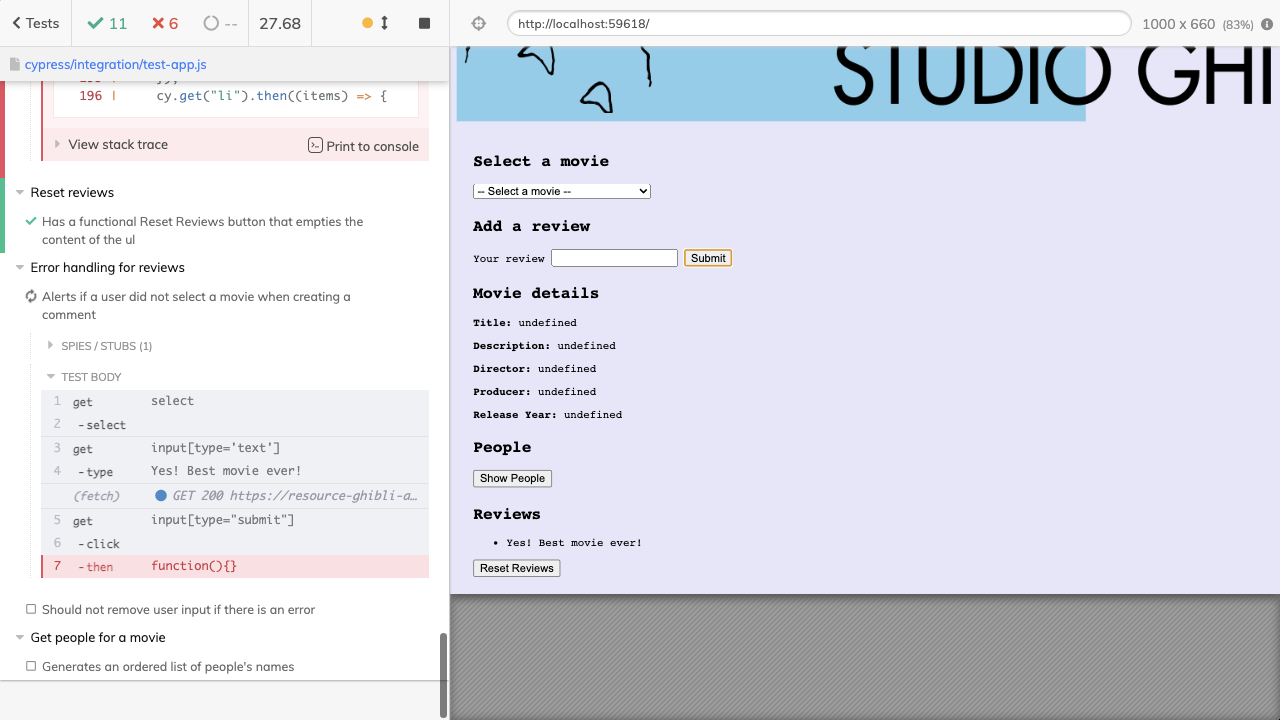 Tests
11
6
--
27.68
http://localhost:59618/
1000 x 660 (83%)
cypress/integration/test-app.js
196 | cy.get("li").then((items) => {
View stack trace
Print to console
Reset reviews
Has a functional Reset Reviews button that empties the
content of the ul
Error handling for reviews
Alerts if a user did not select a movie when creating a
comment
SPIES / STUBS (1)
TEST BODY
1 get select
2 -select
3 get input[type='text']
4 -type Yes! Best movie ever!
(fetch) GET 200 https://resource-ghibli-a…
5 get input[type="submit"]
6 -click
7 -then function(){}
Should not remove user input if there is an error
Get people for a movie
Generates an ordered list of people's names
STUDIO GHI
Select a movie
-- Select a movie --
Add a review
Your review Submit
Movie details
Title: undefined
Description: undefined
Director: undefined
Producer: undefined
Release Year: undefined
People
Show People
Reviews
• Yes! Best movie ever!
Reset Reviews